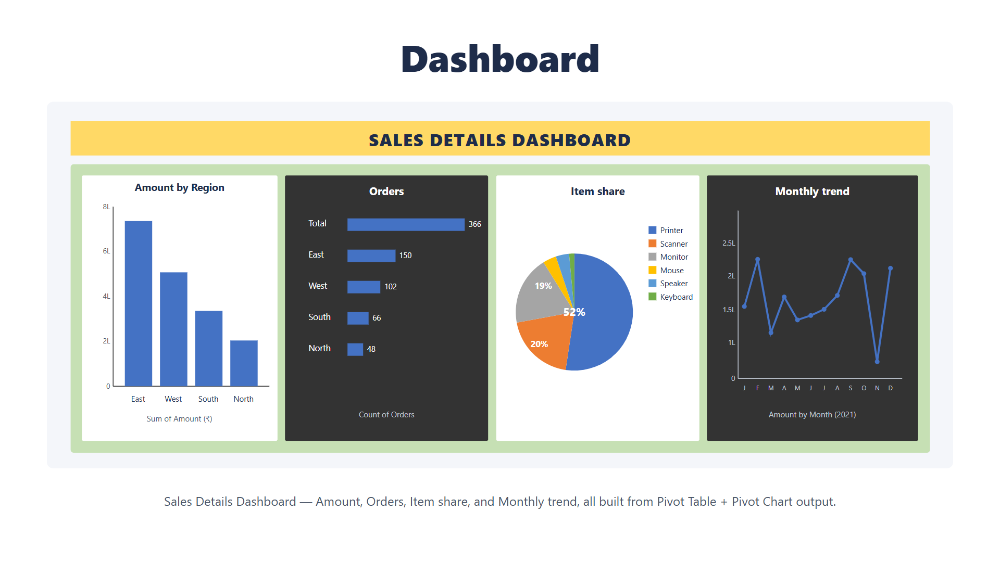 Dashboard
SALES DETAILS DASHBOARD
Amount by Region
8L
6L
4L
2L
0
East West South North
Sum of Amount (₹)
Orders
Total 366
East 150
West 102
South 66
North 48
Count of Orders
Item share
Printer
Scanner
Monitor
Mouse
Speaker
Keyboard
19%
52%
20%
Monthly trend
2.5L
2L
1.5L
1L
0
J F M A M J J A S O N D
Amount by Month (2021)
Sales Details Dashboard — Amount, Orders, Item share, and Monthly trend, all built from Pivot Table + Pivot Chart output.